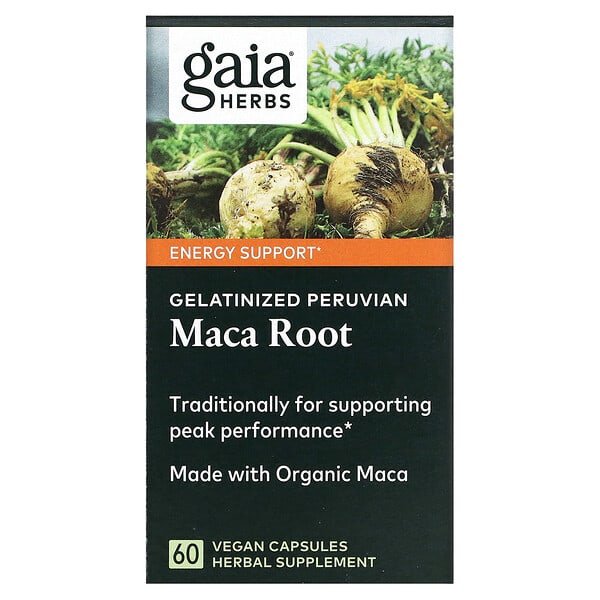 gaia®
HERBS
ENERGY SUPPORT*
GELATINIZED PERUVIAN
Maca Root
Traditionally for supporting
peak performance*
Made with Organic Maca
60 VEGAN CAPSULES
HERBAL SUPPLEMENT